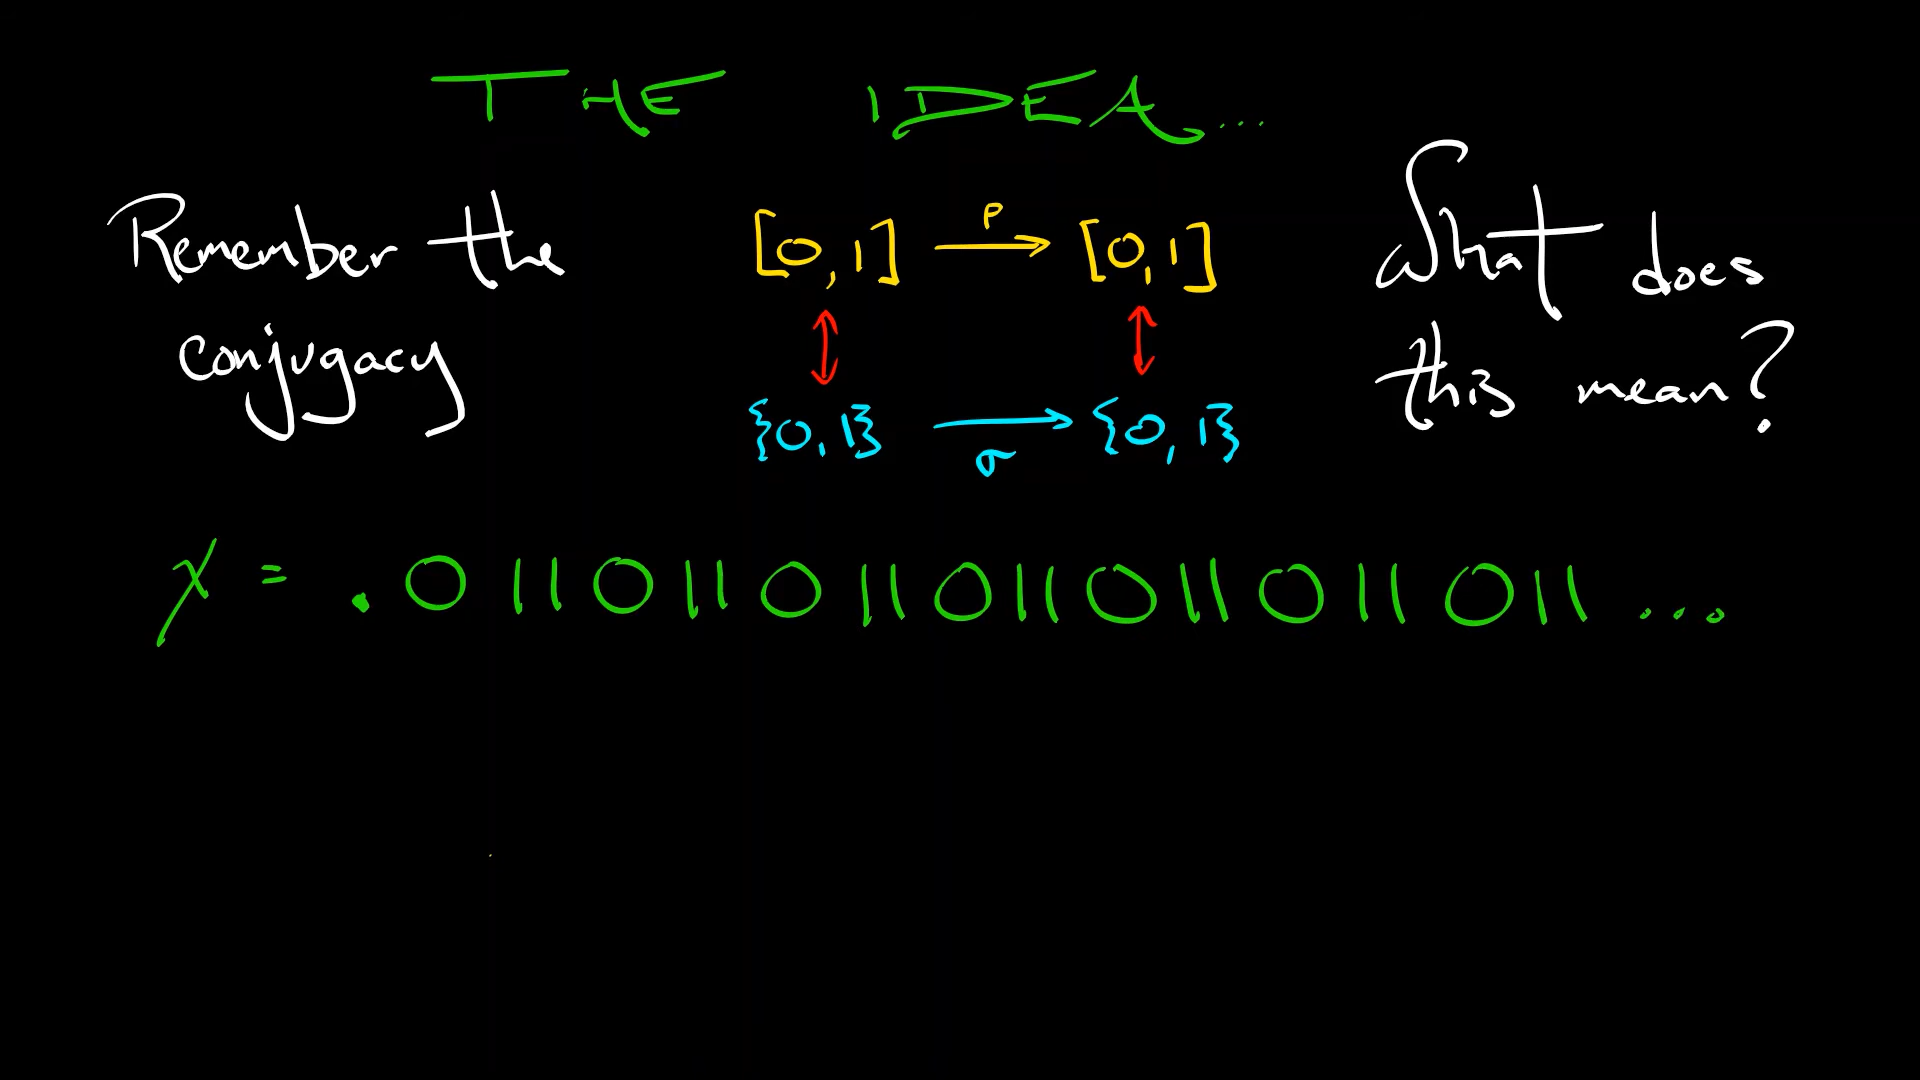 THE IDEA...
Remember the
conjugacy
[0,1] → [0,1]
P
↕ ↕
{0,1} → {0,1}
σ
What does
this mean?
x = .011011011011011011011...